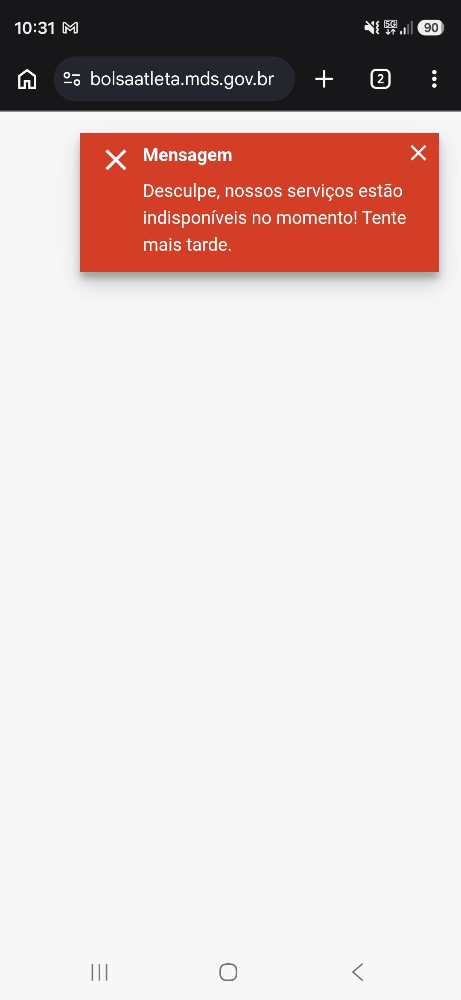 10:31
5G
90
bolsaatleta.mds.gov.br
2
Mensagem
Desculpe, nossos serviços estão
indisponíveis no momento! Tente
mais tarde.